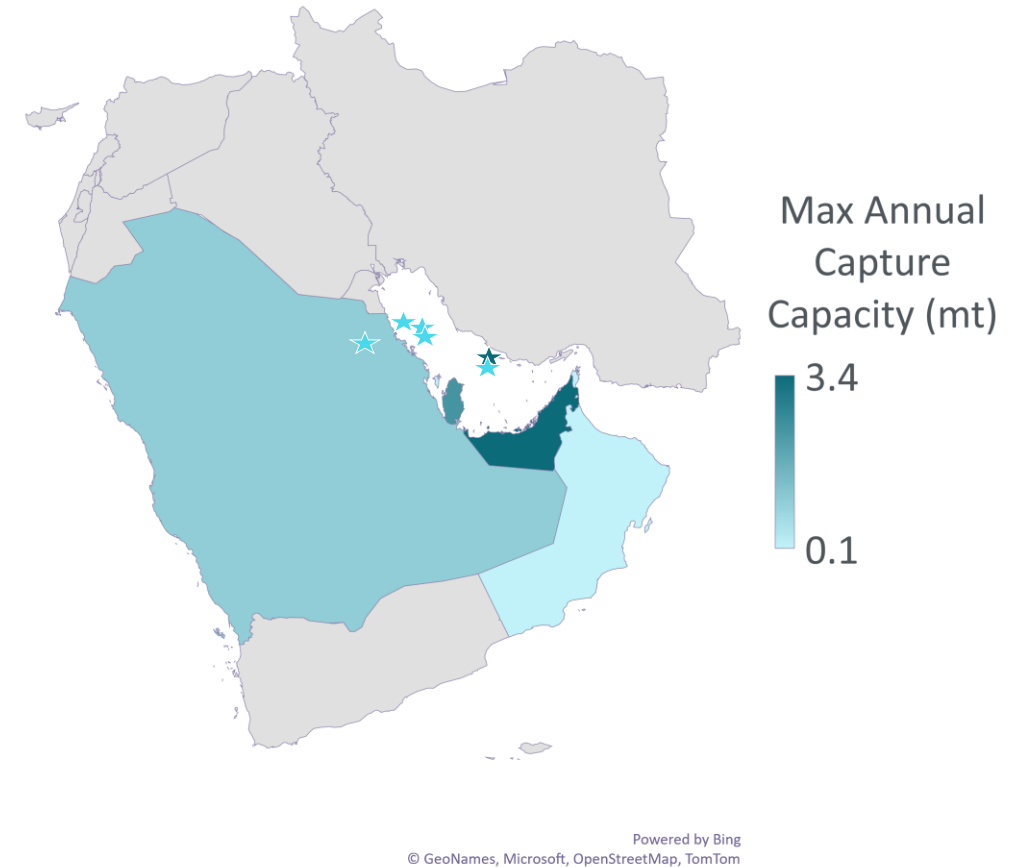 Max Annual
Capture
Capacity (mt)
3.4
0.1
Powered by Bing
© GeoNames, Microsoft, OpenStreetMap, TomTom